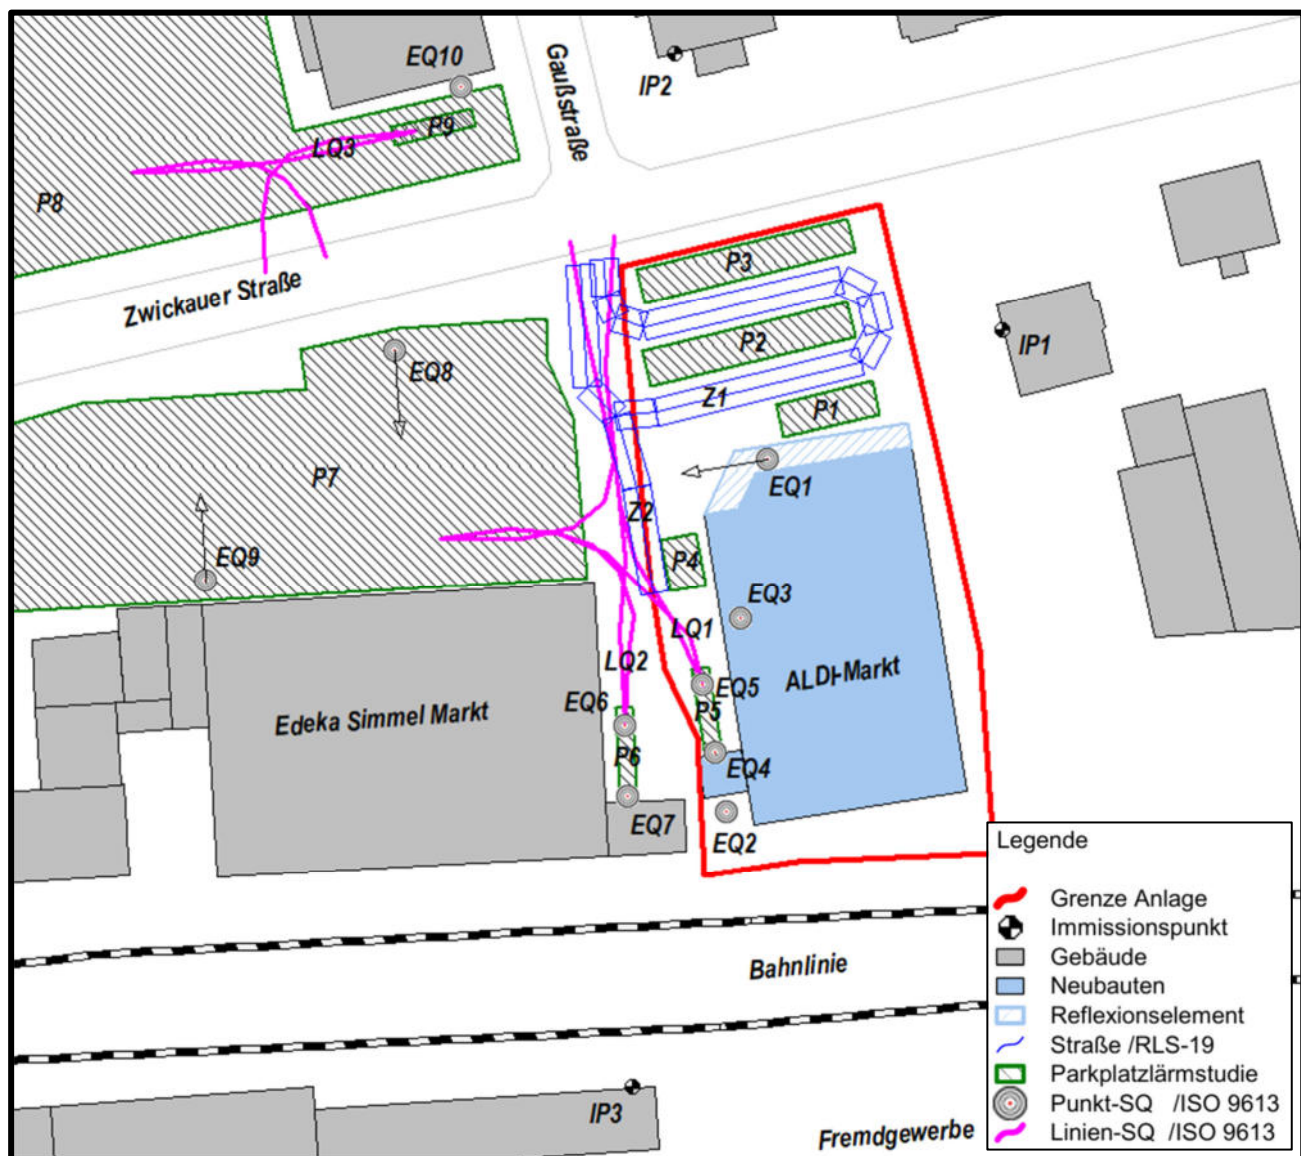 EQ10
Gaußstraße
IP2
P9
LQ3
P8
Zwickauer Straße
P3
EQ8
P2
IP1
Z1
P1
P7
EQ1
Z2
EQ9
P4
EQ3
LQ1
LQ2
ALDI-Markt
EQ5
EQ6
Edeka Simmel Markt
P5
P6
EQ4
EQ7
EQ2
Legende
Grenze Anlage
Immissionspunkt
Gebäude
Neubauten
Reflexionselement
Straße /RLS-19
Parkplatzlärmstudie
Punkt-SQ /ISO 9613
Linien-SQ /ISO 9613
Bahnlinie
IP3
Fremdgewerbe